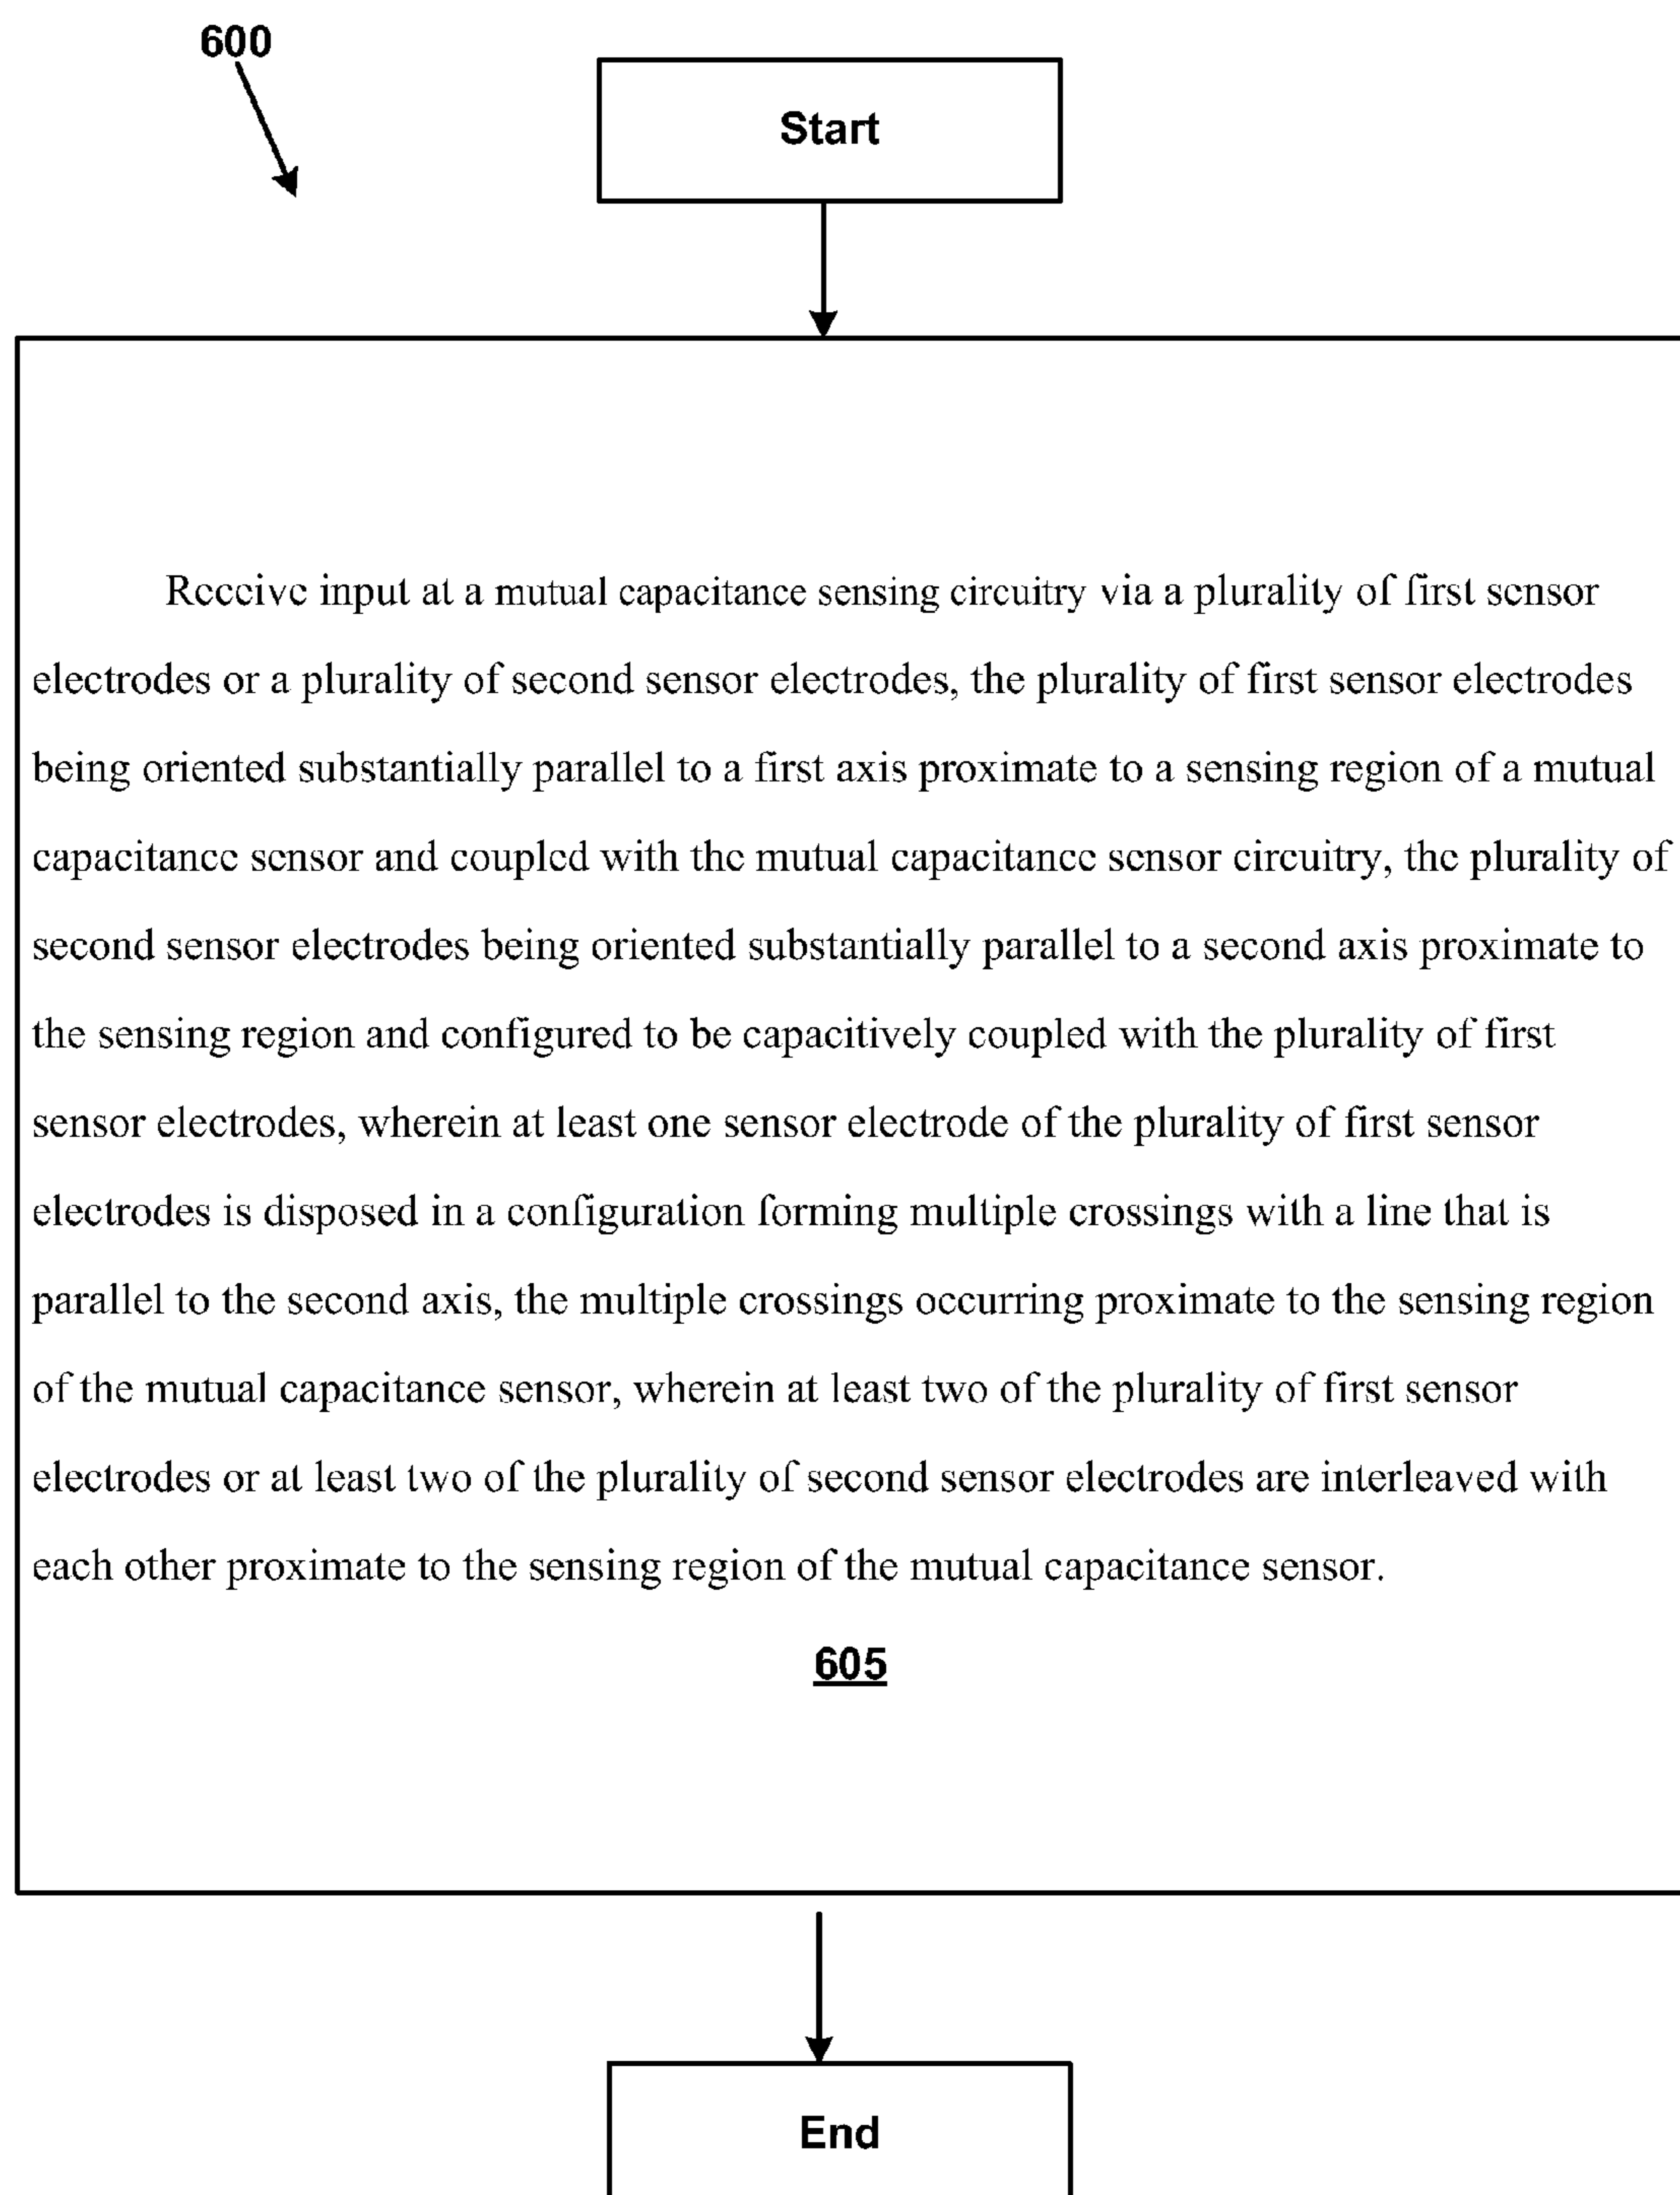 600
Start
Receive input at a mutual capacitance sensing circuitry via a plurality of first sensor
electrodes or a plurality of second sensor electrodes, the plurality of first sensor electrodes
being oriented substantially parallel to a first axis proximate to a sensing region of a mutual
capacitance sensor and coupled with the mutual capacitance sensor circuitry, the plurality of
second sensor electrodes being oriented substantially parallel to a second axis proximate to
the sensing region and configured to be capacitively coupled with the plurality of first
sensor electrodes, wherein at least one sensor electrode of the plurality of first sensor
electrodes is disposed in a configuration forming multiple crossings with a line that is
parallel to the second axis, the multiple crossings occurring proximate to the sensing region
of the mutual capacitance sensor, wherein at least two of the plurality of first sensor
electrodes or at least two of the plurality of second sensor electrodes are interleaved with
each other proximate to the sensing region of the mutual capacitance sensor.
605
End